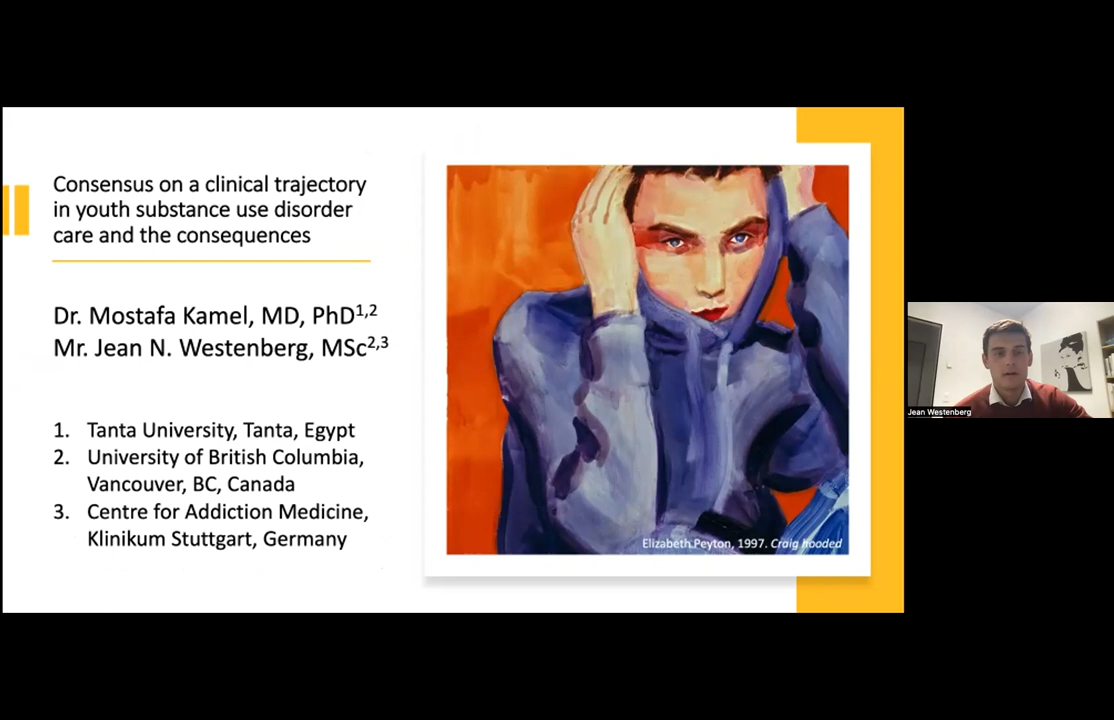 Consensus on a clinical trajectory
in youth substance use disorder
care and the consequences
Dr. Mostafa Kamel, MD, PhD1,2
Mr. Jean N. Westenberg, MSc2,3
1. Tanta University, Tanta, Egypt
2. University of British Columbia,
Vancouver, BC, Canada
3. Centre for Addiction Medicine,
Klinikum Stuttgart, Germany
Elizabeth Peyton, 1997. Craig hooded
Jean Westenberg